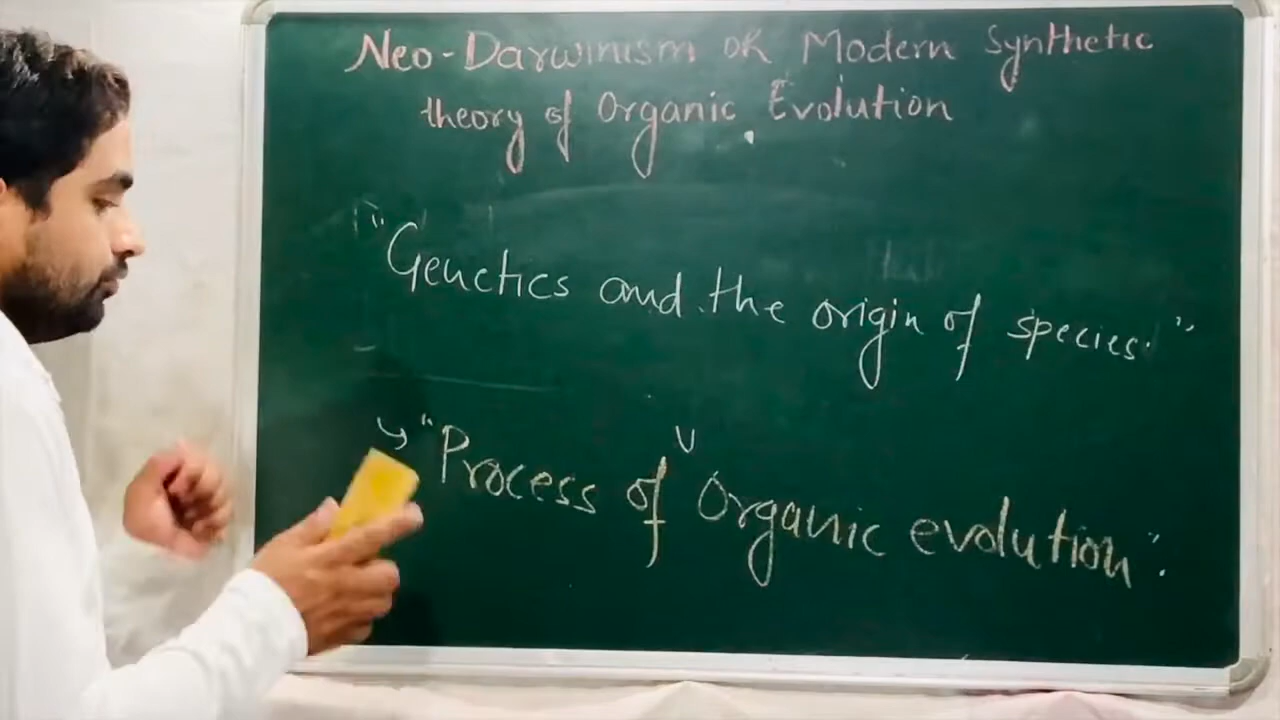 Neo-Darwinism OR Modern Synthetic
theory of Organic Evolution
"Genetics and the origin of species."
"Process of Organic evolution".